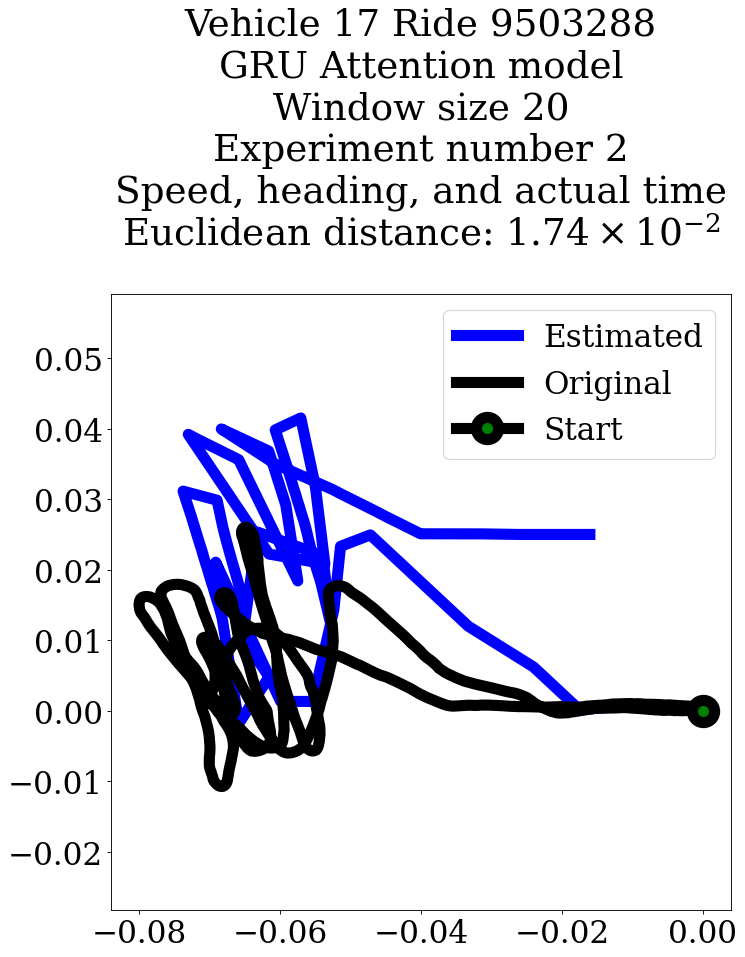 Vehicle 17 Ride 9503288
GRU Attention model
Window size 20
Experiment number 2
Speed, heading, and actual time
Euclidean distance: 1.74 × 10⁻²
Estimated
Original
Start
0.05
0.04
0.03
0.02
0.01
0.00
−0.01
−0.02
−0.08 −0.06 −0.04 −0.02 0.00